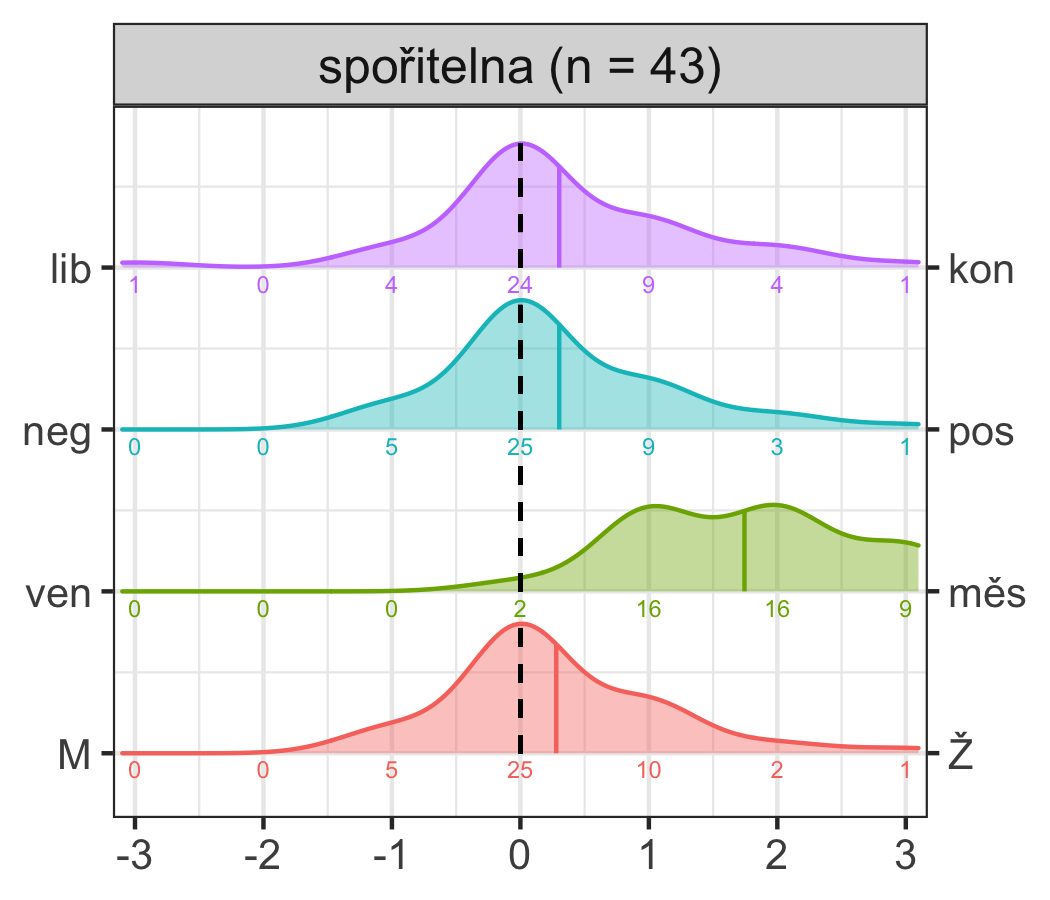 spořitelna (n = 43)
lib kon
1 0 4 24 9 4 1
neg pos
0 0 5 25 9 3 1
ven měs
0 0 0 2 16 16 9
M Ž
0 0 5 25 10 2 1
-3 -2 -1 0 1 2 3